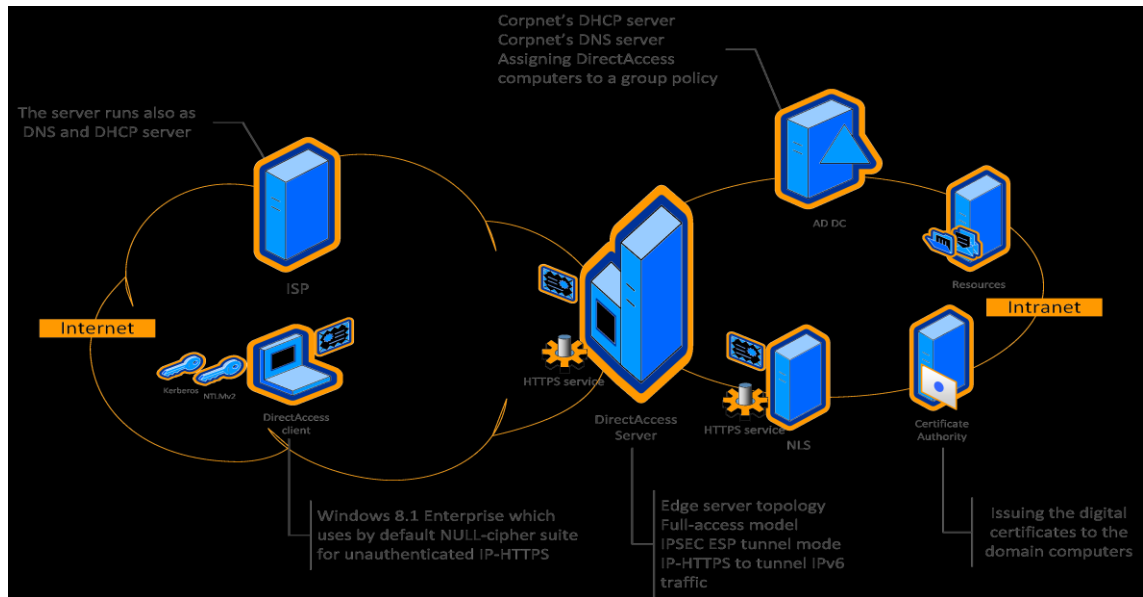 Corpnet's DHCP server
Corpnet's DNS server
Assigning DirectAccess
computers to a group policy
The server runs also as
DNS and DHCP server
ISP
AD DC
Resources
Internet
Intranet
Kerberos
NTLMv2
DirectAccess
client
HTTPS service
DirectAccess
Server
HTTPS service
NLS
Certificate
Authority
Windows 8.1 Enterprise which
uses by default NULL-cipher suite
for unauthenticated IP-HTTPS
Edge server topology
Full-access model
IPSEC ESP tunnel mode
IP-HTTPS to tunnel IPv6
traffic
Issuing the digital
certificates to the
domain computers